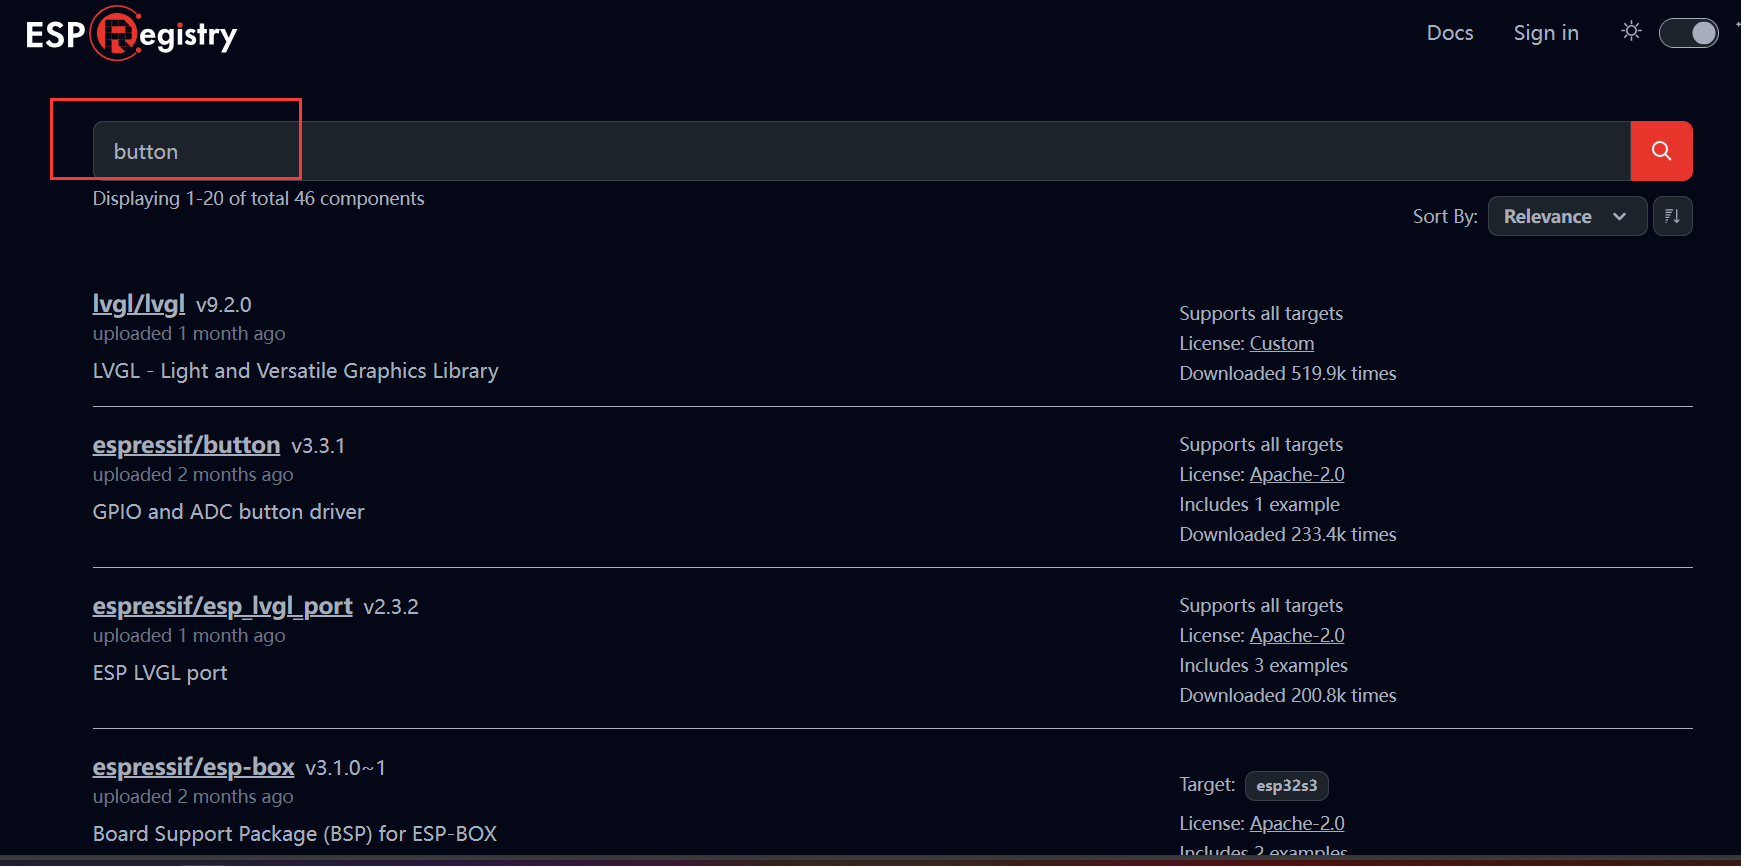 ESP Registry
Docs Sign in
button
Displaying 1-20 of total 46 components
Sort By: Relevance
lvgl/lvgl v9.2.0
uploaded 1 month ago
LVGL - Light and Versatile Graphics Library
Supports all targets
License: Custom
Downloaded 519.9k times
espressif/button v3.3.1
uploaded 2 months ago
GPIO and ADC button driver
Supports all targets
License: Apache-2.0
Includes 1 example
Downloaded 233.4k times
espressif/esp_lvgl_port v2.3.2
uploaded 1 month ago
ESP LVGL port
Supports all targets
License: Apache-2.0
Includes 3 examples
Downloaded 200.8k times
espressif/esp-box v3.1.0~1
uploaded 2 months ago
Board Support Package (BSP) for ESP-BOX
Target: esp32s3
License: Apache-2.0
Includes 2 examples